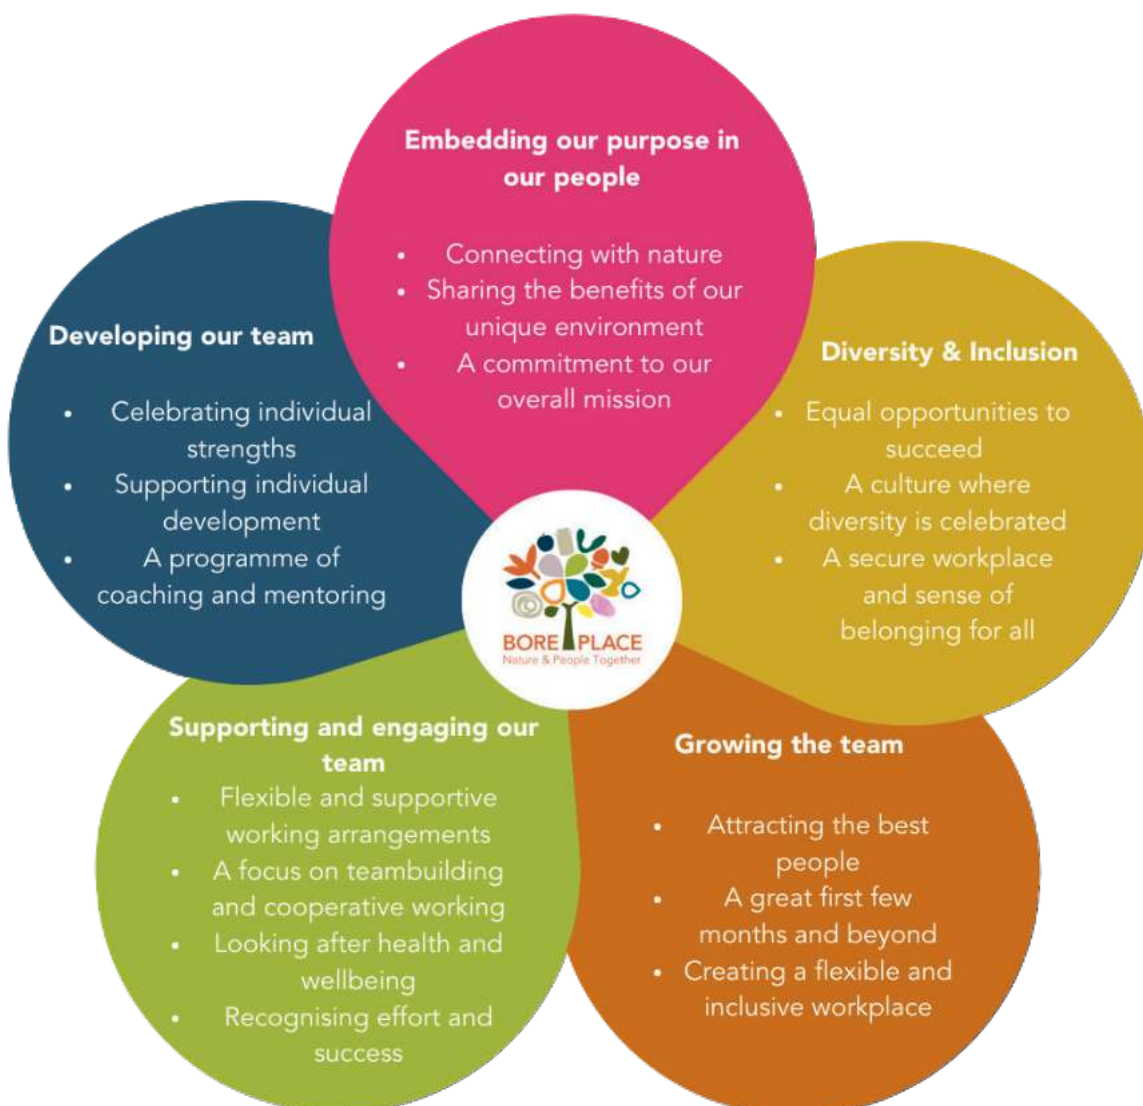 Embedding our purpose in
our people
• Connecting with nature
• Sharing the benefits of our
unique environment
• A commitment to our
overall mission
Diversity & Inclusion
• Equal opportunities to
succeed
• A culture where
diversity is celebrated
• A secure workplace
and sense of
belonging for all
Growing the team
• Attracting the best
people
• A great first few
months and beyond
• Creating a flexible and
inclusive workplace
Supporting and engaging our
team
• Flexible and supportive
working arrangements
• A focus on teambuilding
and cooperative working
• Looking after health and
wellbeing
• Recognising effort and
success
Developing our team
• Celebrating individual
strengths
• Supporting individual
development
• A programme of
coaching and mentoring
BORE PLACE
Nature & People Together